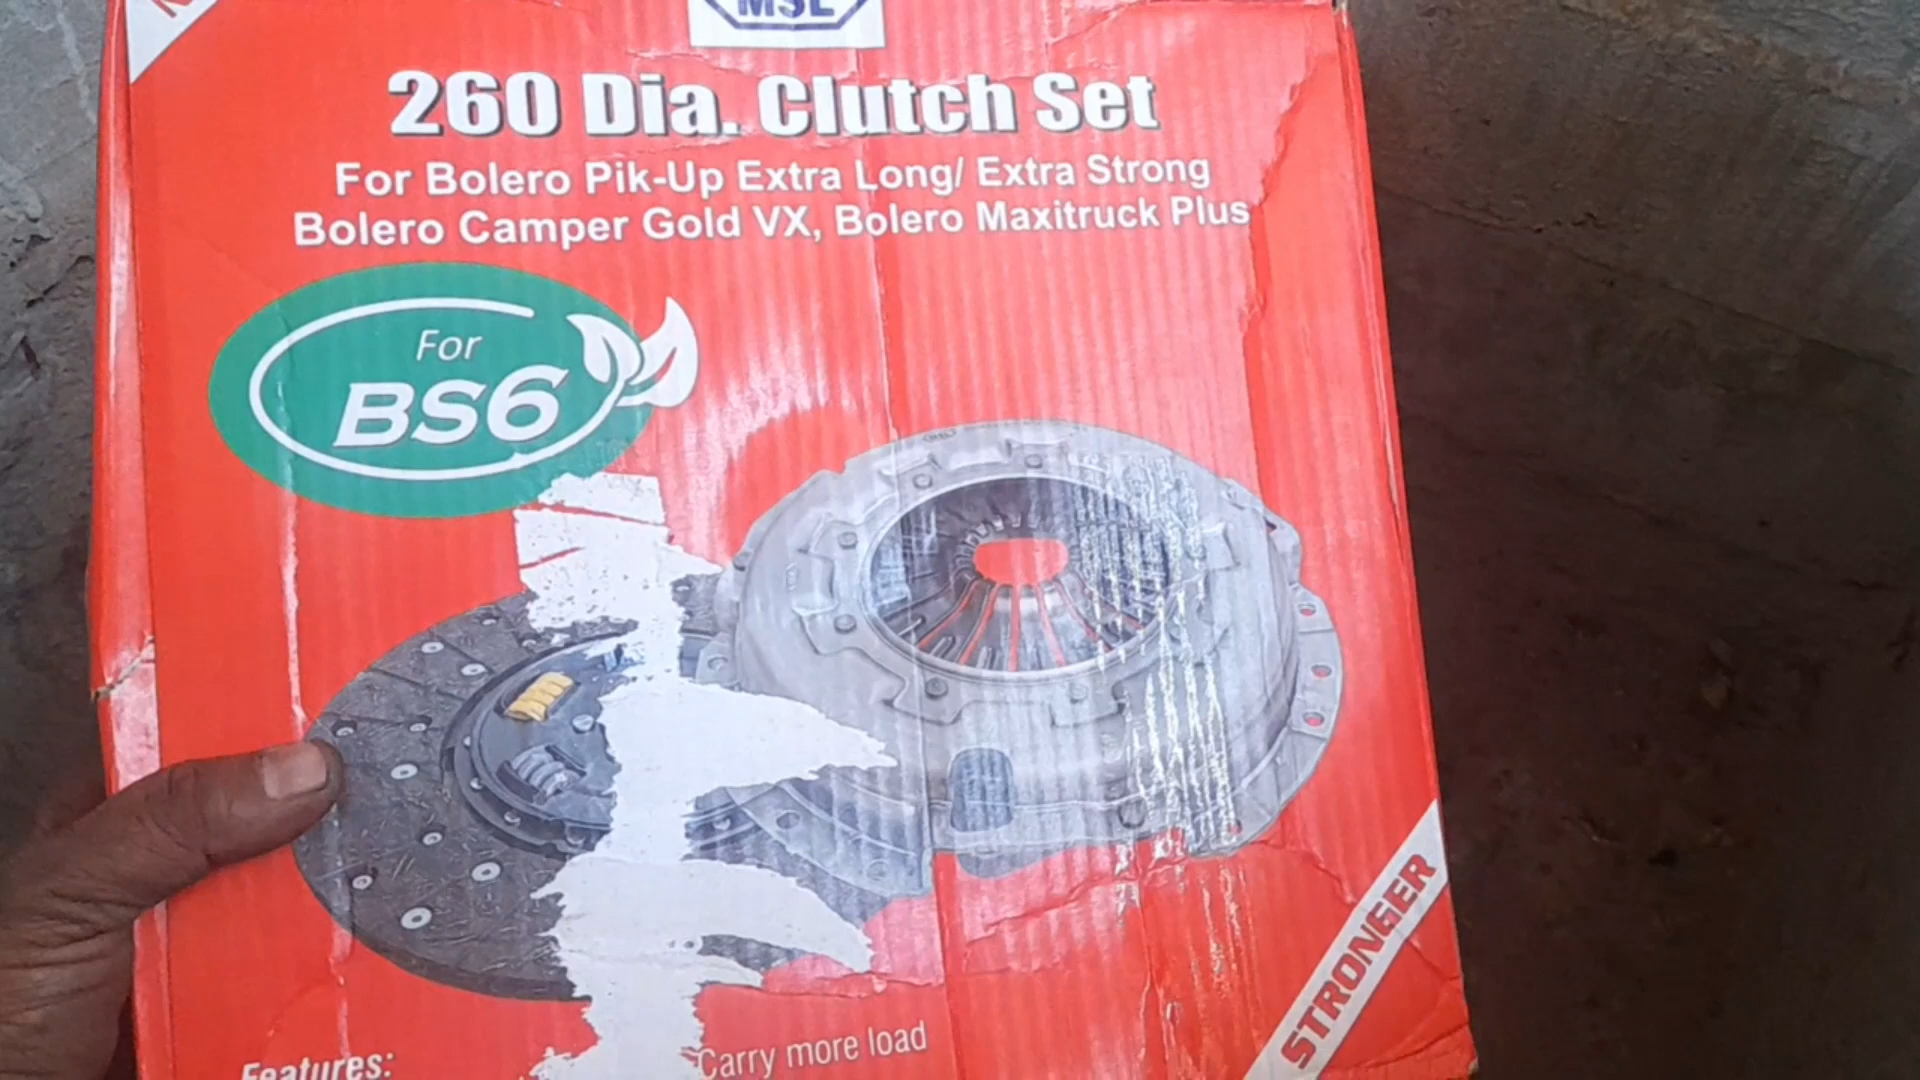 MSL
260 Dia. Clutch Set
For Bolero Pik-Up Extra Long/ Extra Strong
Bolero Camper Gold VX, Bolero Maxitruck Plus
For
BS6
STRONGER
Features:
Carry more load